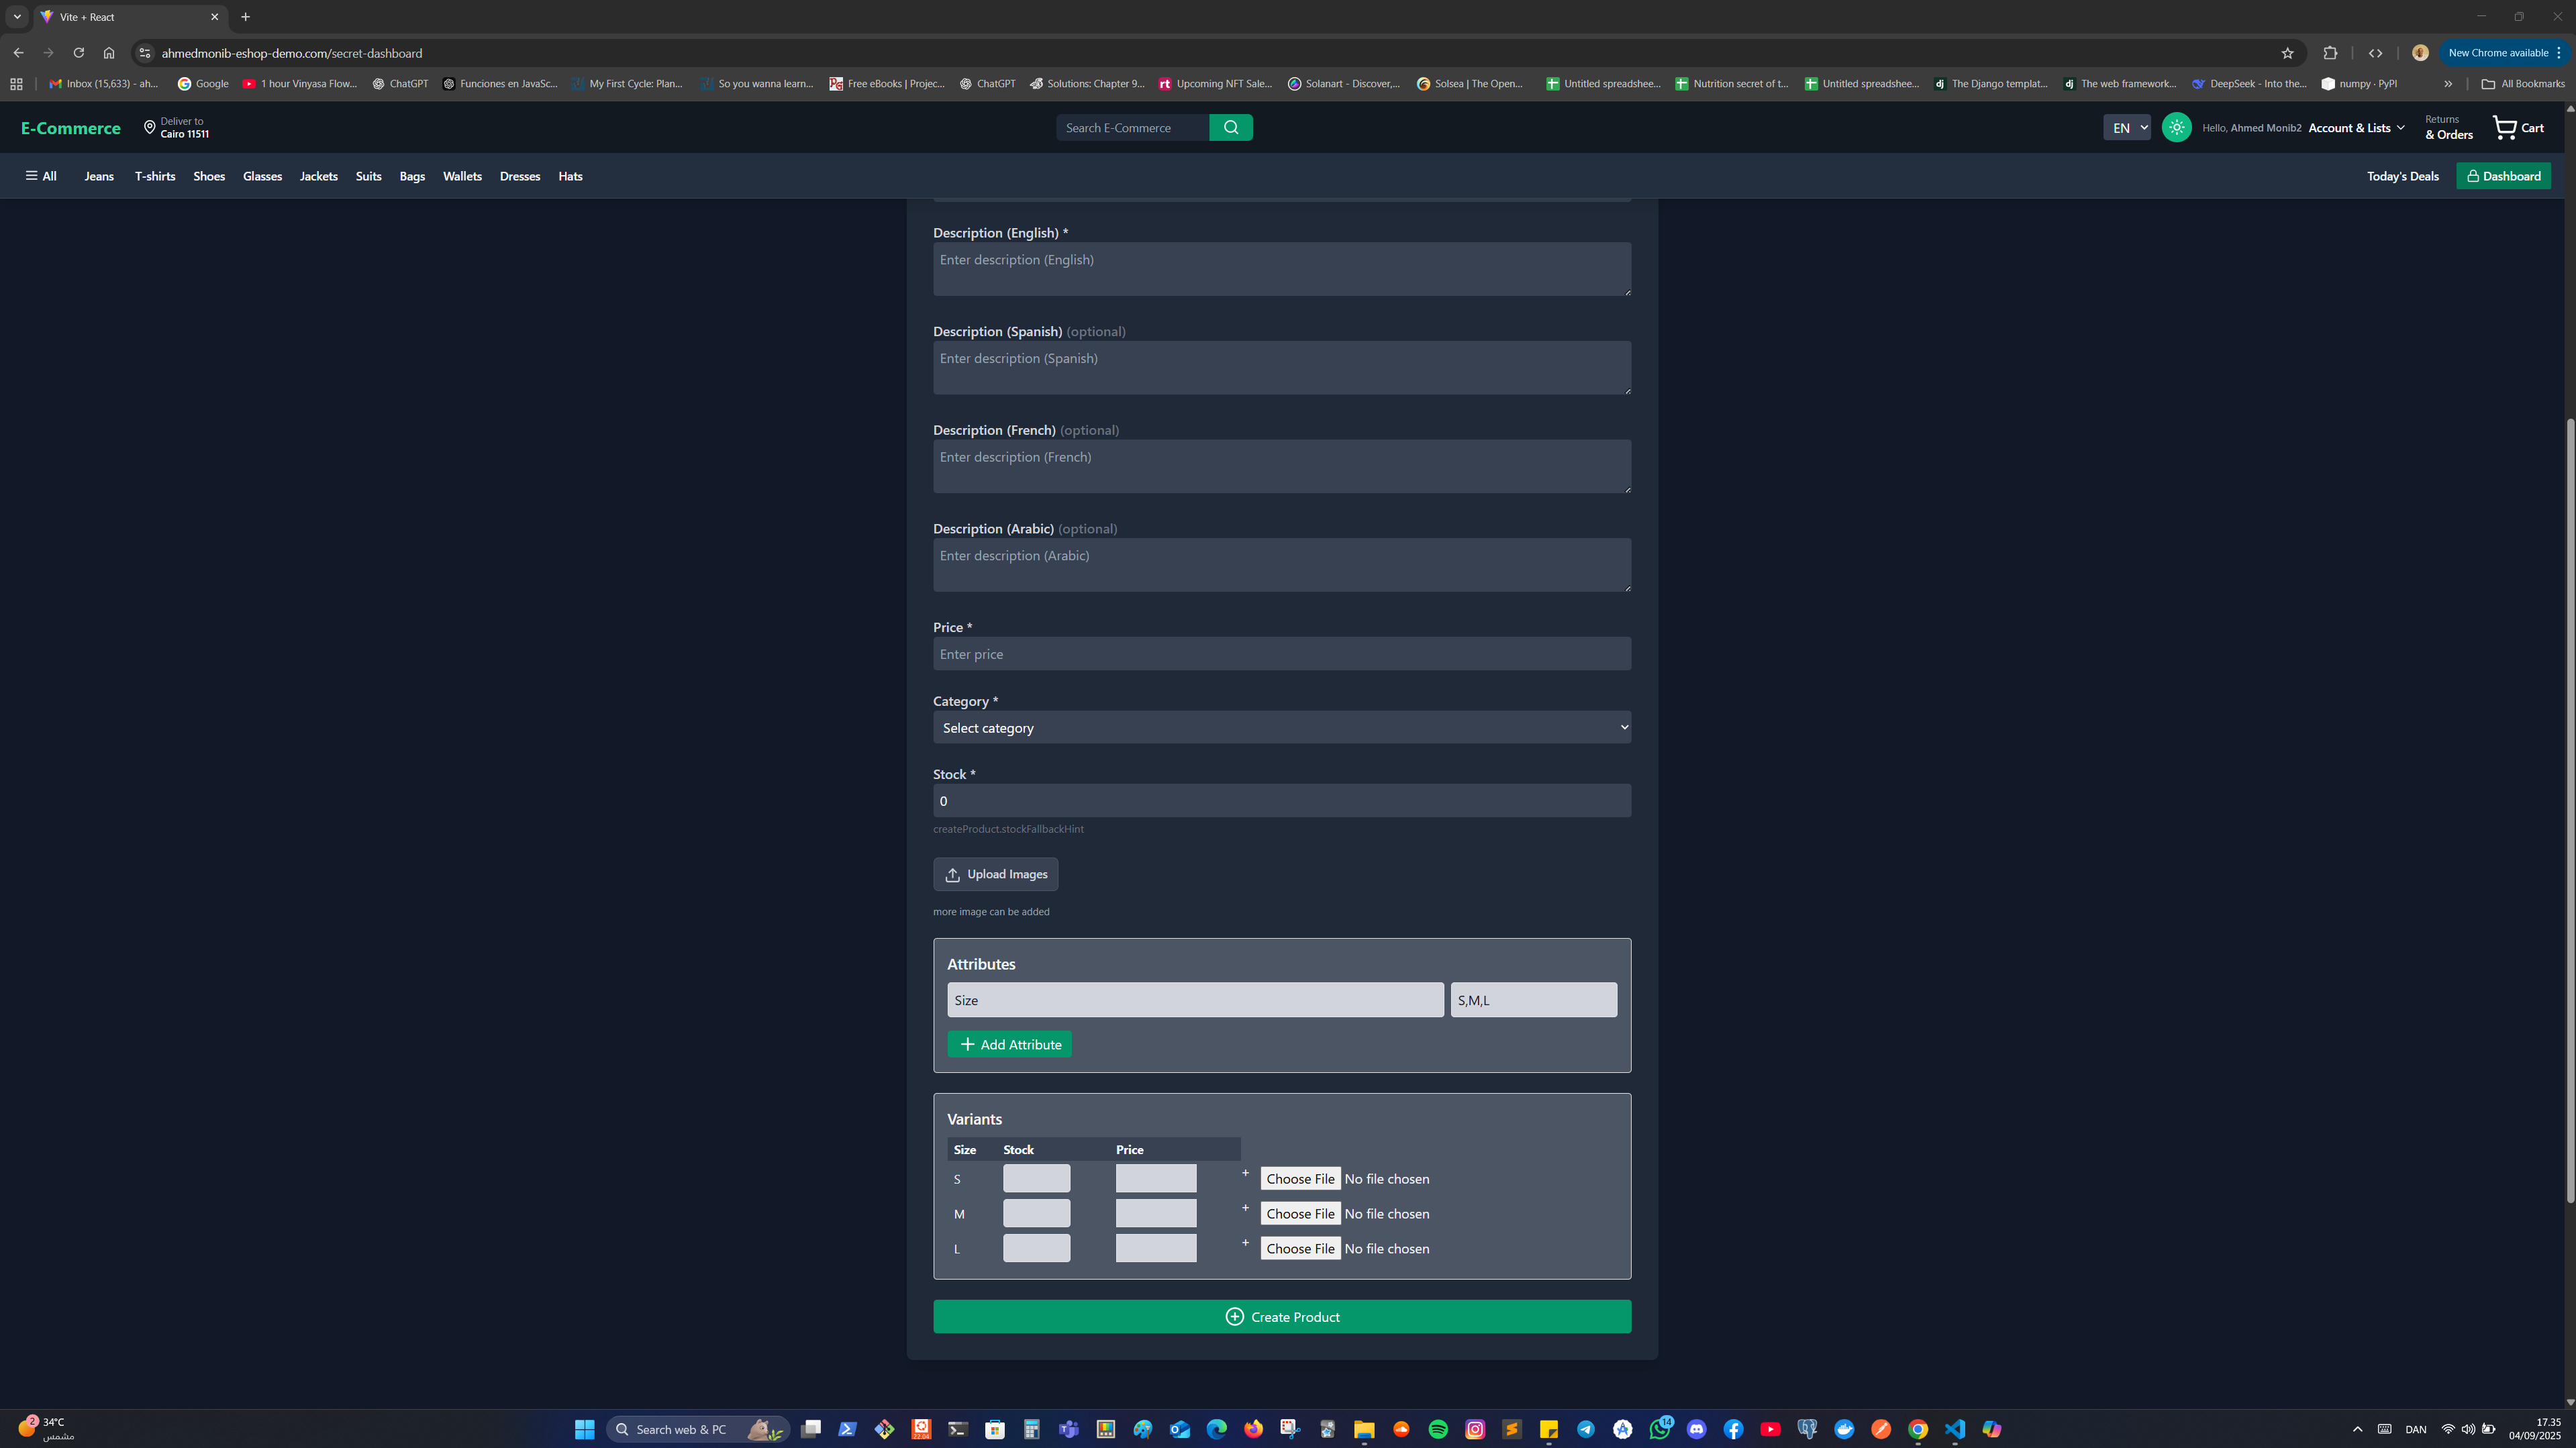 Vite + React
ahmedmonib-eshop-demo.com/secret-dashboard
New Chrome available
Inbox (15,633) - ah...
Google
1 hour Vinyasa Flow...
ChatGPT
Funciones en JavaSc...
My First Cycle: Plan...
So you wanna learn...
Free eBooks | Projec...
ChatGPT
Solutions: Chapter 9...
Upcoming NFT Sale...
Solanart - Discover,...
Solsea | The Open...
Untitled spreadshee...
Nutrition secret of t...
Untitled spreadshee...
The Django templat...
The web framework...
DeepSeek - Into the...
numpy · PyPI
All Bookmarks
E-Commerce
Deliver to
Cairo 11511
Search E-Commerce
EN
Hello, Ahmed Monib2
Account & Lists
Returns
& Orders
Cart
All
Jeans
T-shirts
Shoes
Glasses
Jackets
Suits
Bags
Wallets
Dresses
Hats
Today's Deals
Dashboard
Description (English) *
Enter description (English)
Description (Spanish) (optional)
Enter description (Spanish)
Description (French) (optional)
Enter description (French)
Description (Arabic) (optional)
Enter description (Arabic)
Price *
Enter price
Category *
Select category
Stock *
0
createProduct.stockFallbackHint
Upload Images
more image can be added
Attributes
Size
S,M,L
+ Add Attribute
Variants
Size Stock Price
S + Choose File No file chosen
M + Choose File No file chosen
L + Choose File No file chosen
Create Product
2
34°C
مشمس
Search web & PC
22.04
14
DAN
17.35
04/09/2025